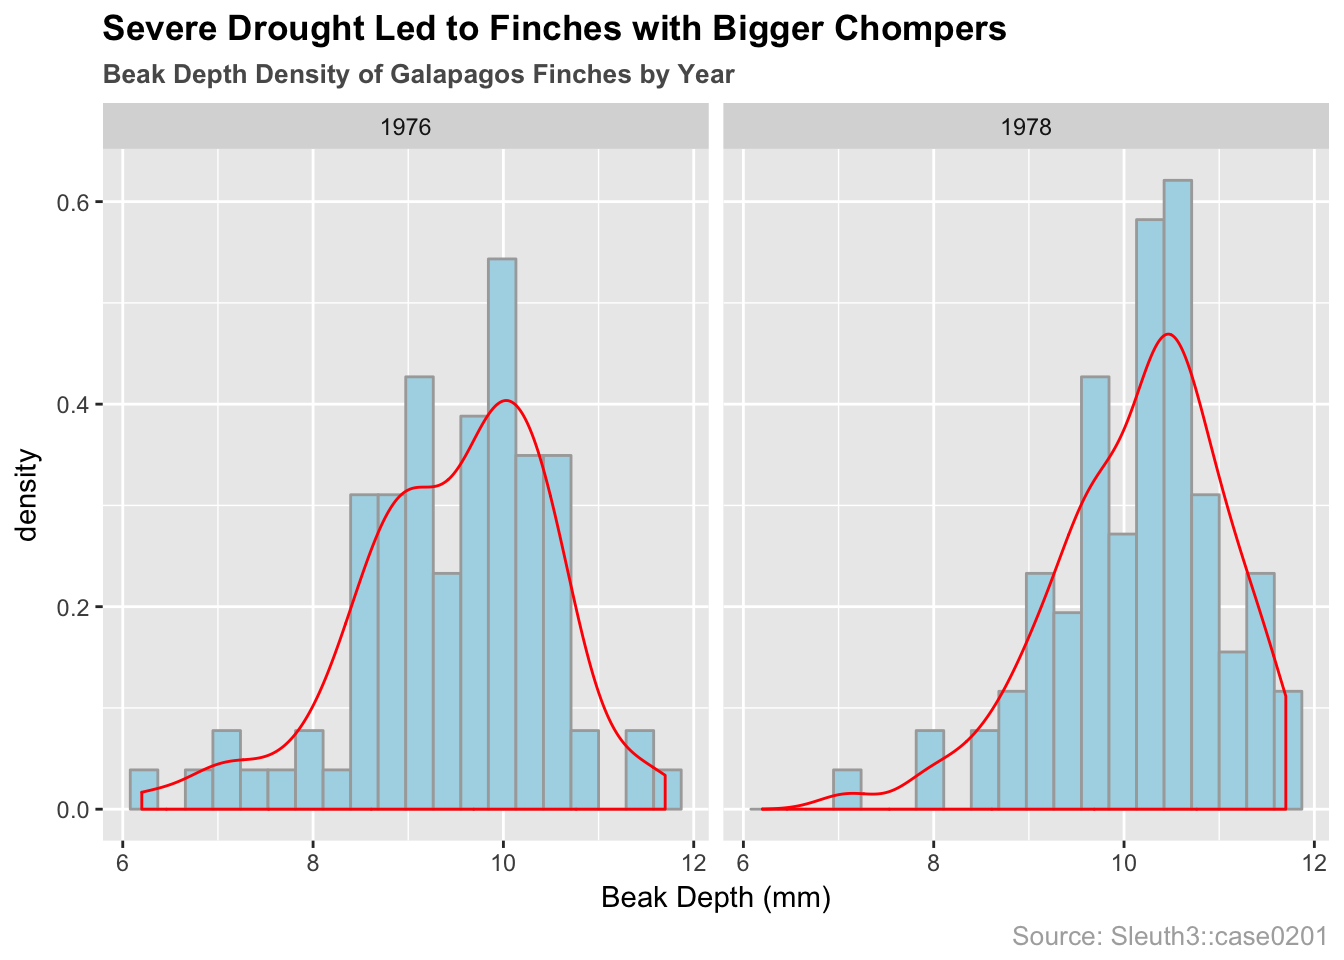 Severe Drought Led to Finches with Bigger Chompers
Beak Depth Density of Galapagos Finches by Year
1976
1978
density
0.6
0.4
0.2
0.0
6 8 10 12
6 8 10 12
Beak Depth (mm)
Source: Sleuth3::case0201